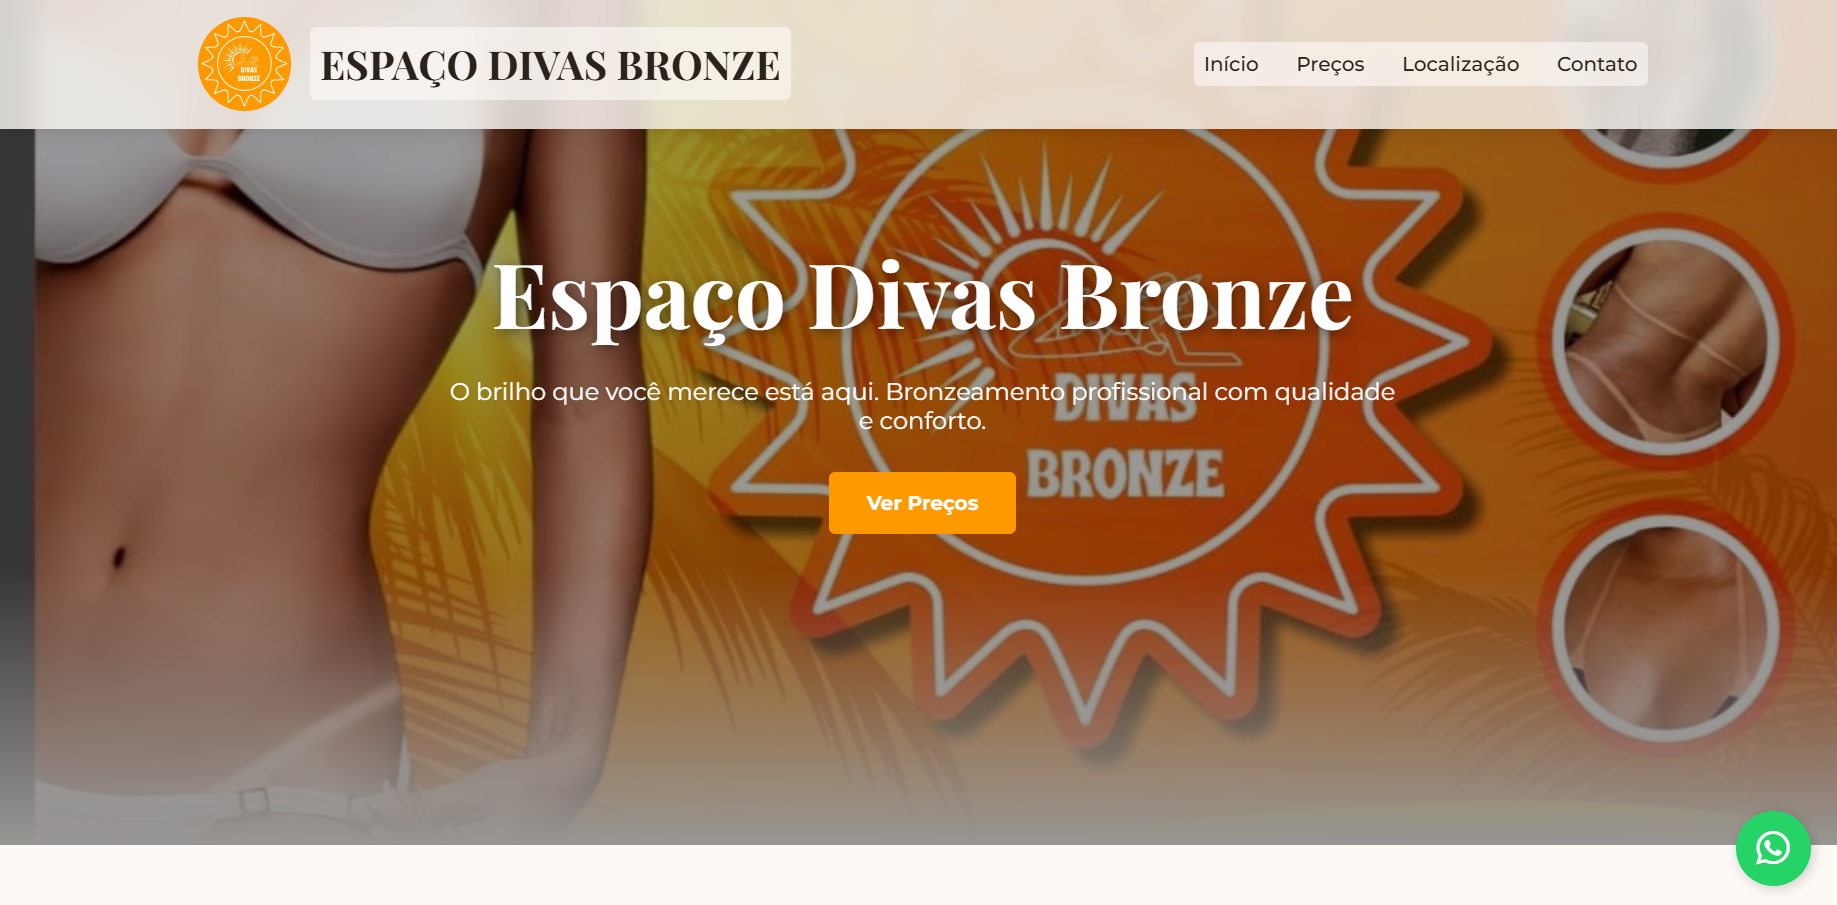 DIVAS
BRONZE
ESPAÇO DIVAS BRONZE
Início
Preços
Localização
Contato
Espaço Divas Bronze
O brilho que você merece está aqui. Bronzeamento profissional com qualidade
e conforto.
DIVAS
BRONZE
Ver Preços